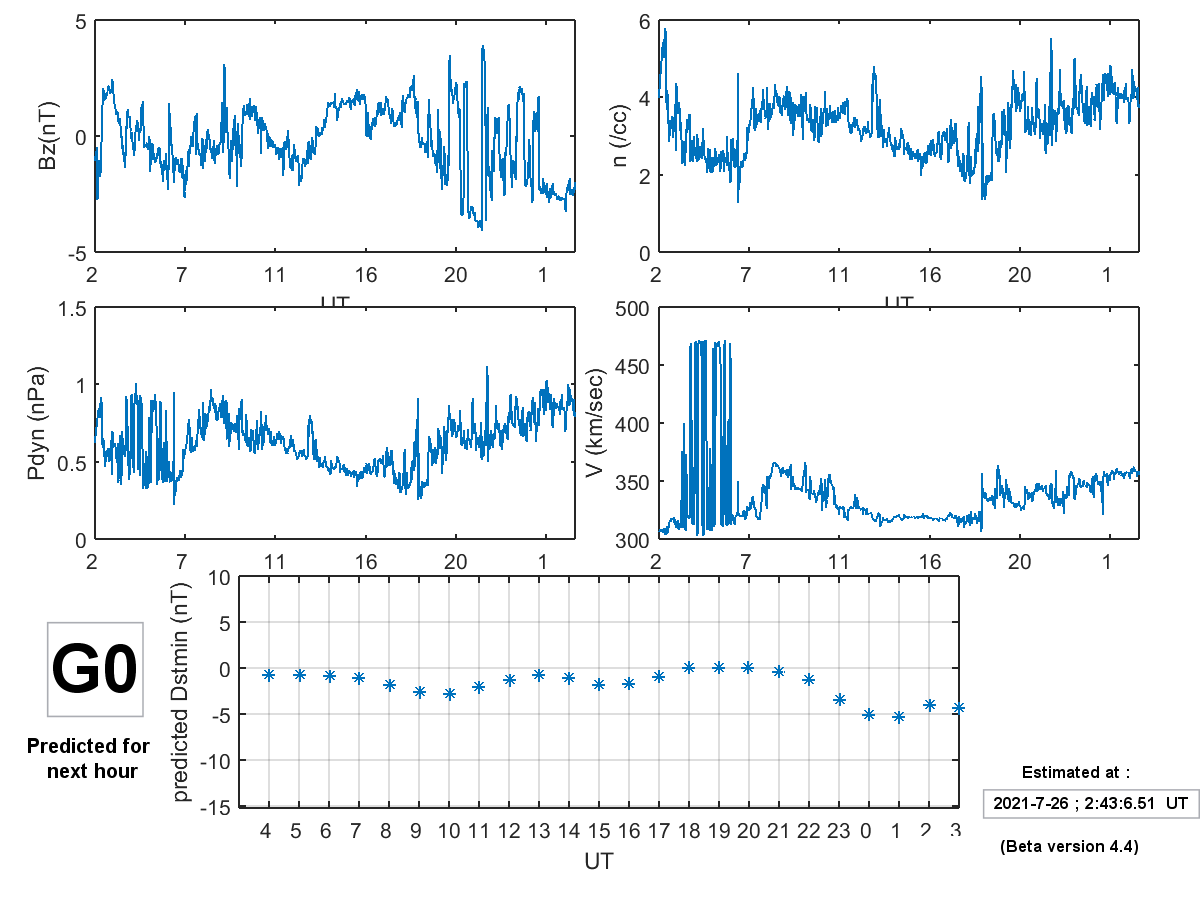 5
0
-5
Bz(nT)
2 7 11 16 20 1
UT
6
4
2
0
n (/cc)
2 7 11 16 20 1
UT
1.5
1
0.5
0
Pdyn (nPa)
2 7 11 16 20 1
500
450
400
350
300
V (km/sec)
2 7 11 16 20 1
10
5
0
-5
-10
-15
predicted Dstmin (nT)
4 5 6 7 8 9 10 11 12 13 14 15 16 17 18 19 20 21 22 23 0 1 2 3
UT
G0
Predicted for
next hour
Estimated at :
2021-7-26 ; 2:43:6.51 UT
(Beta version 4.4)